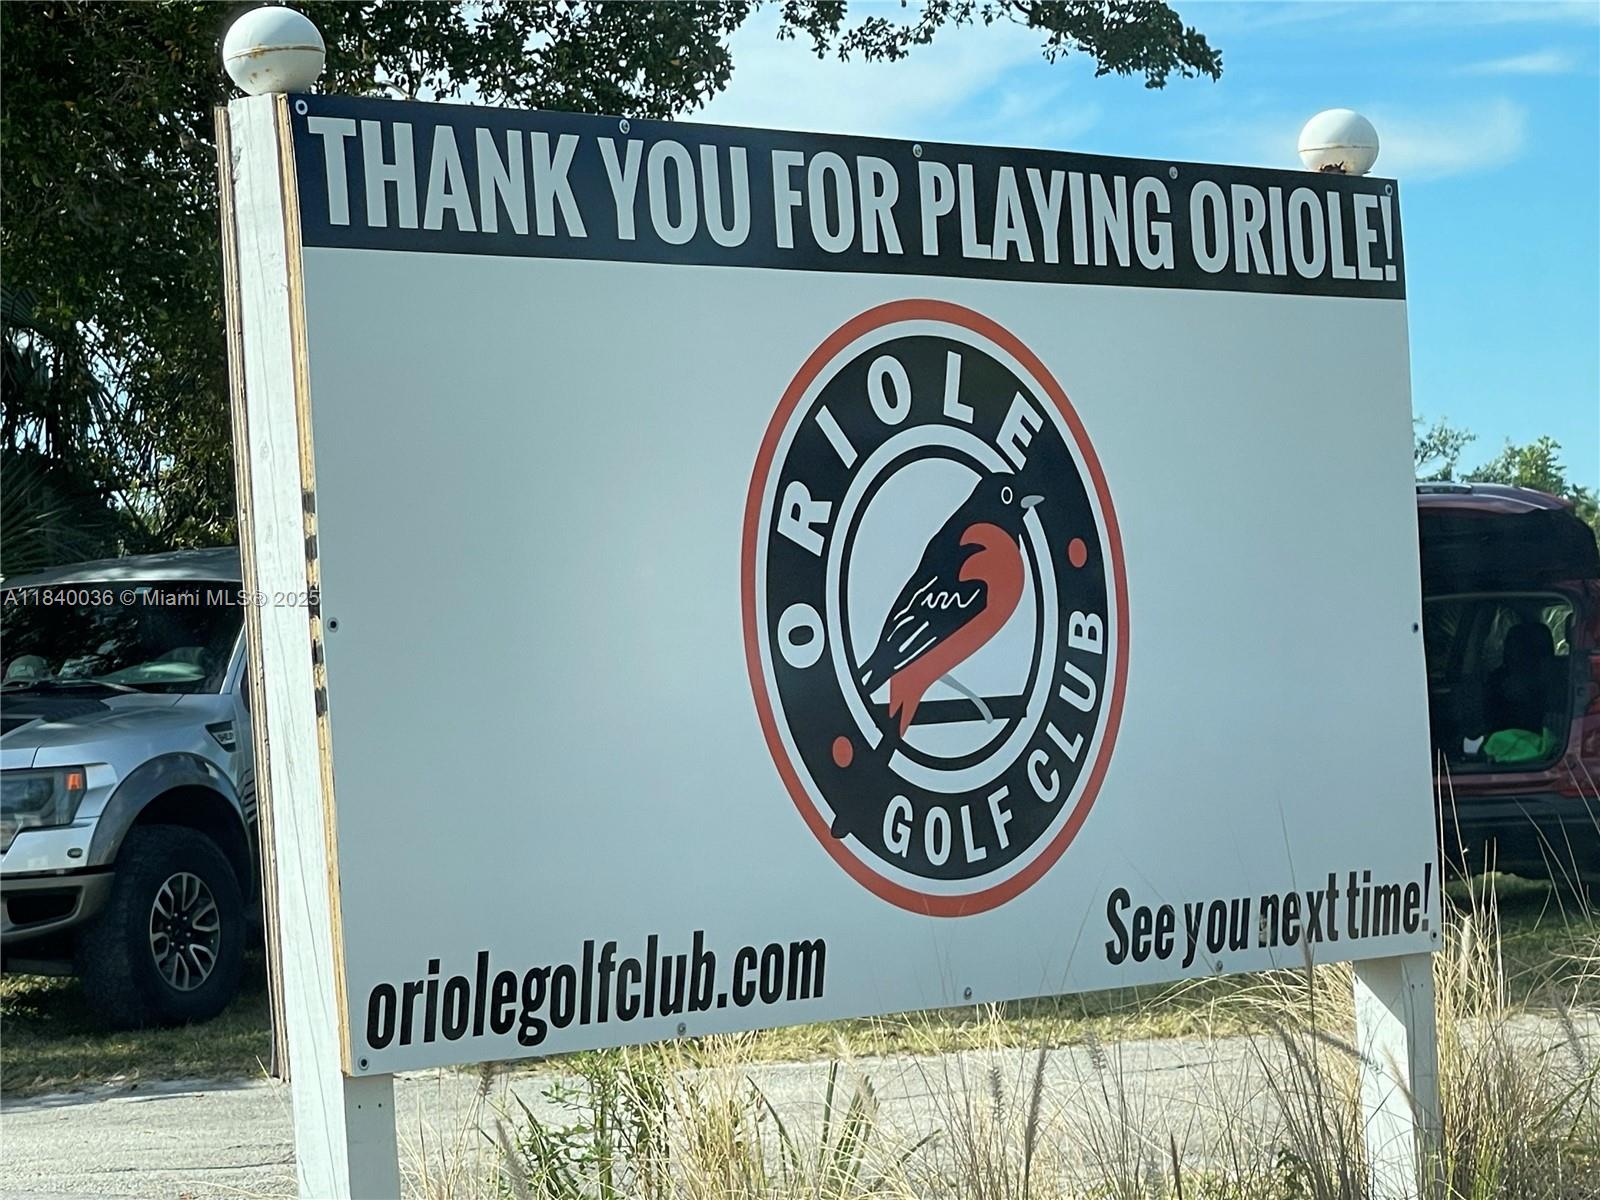 THANK YOU FOR PLAYING ORIOLE!
ORIOLE
GOLF CLUB
A11840036 © Miami MLS® 2025
oriolegolfclub.com
See you next time!